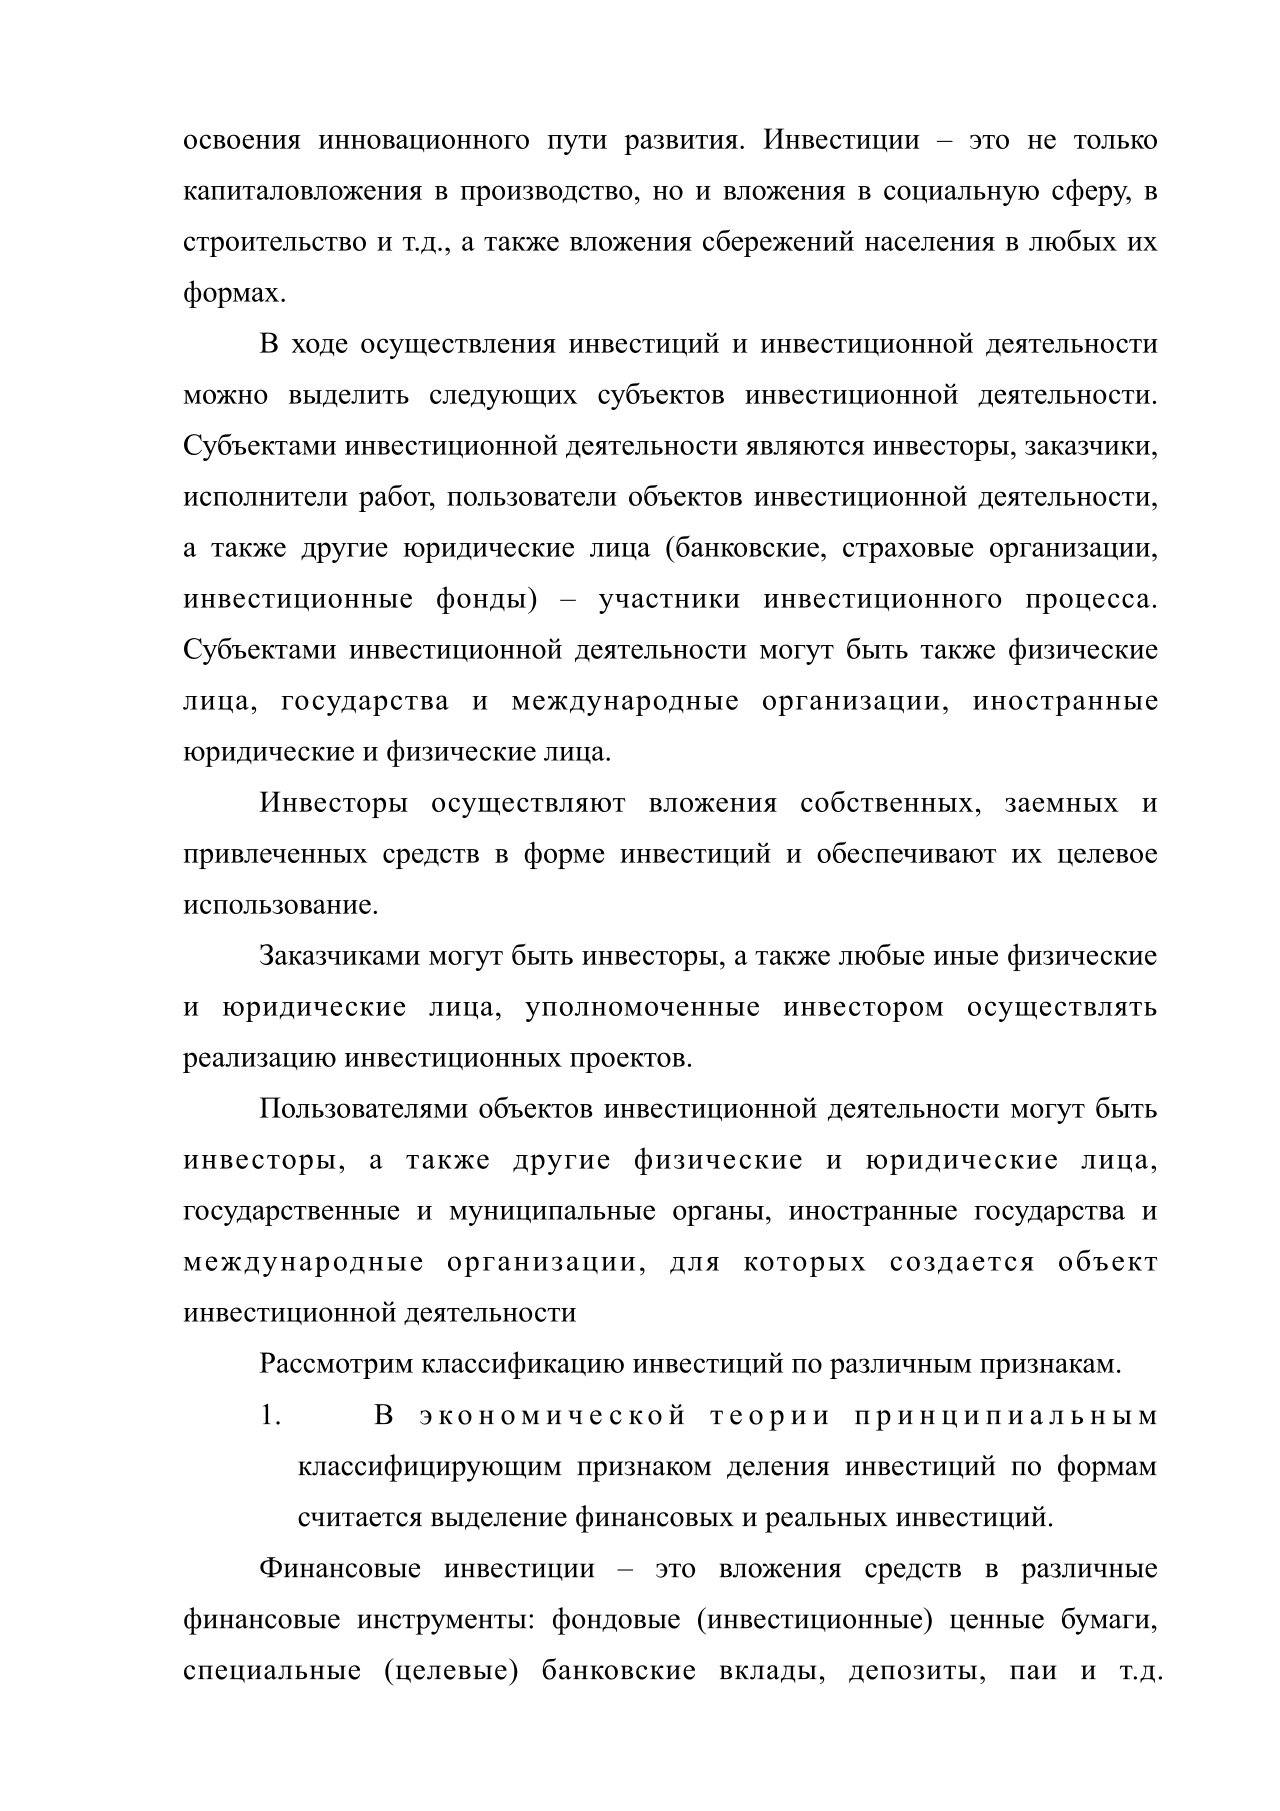 освоения инновационного пути развития. Инвестиции – это не только
капиталовложения в производство, но и вложения в социальную сферу, в
строительство и т.д., а также вложения сбережений населения в любых их
формах.
В ходе осуществления инвестиций и инвестиционной деятельности
можно выделить следующих субъектов инвестиционной деятельности.
Субъектами инвестиционной деятельности являются инвесторы, заказчики,
исполнители работ, пользователи объектов инвестиционной деятельности,
а также другие юридические лица (банковские, страховые организации,
инвестиционные фонды) – участники инвестиционного процесса.
Субъектами инвестиционной деятельности могут быть также физические
лица, государства и международные организации, иностранные
юридические и физические лица.
Инвесторы осуществляют вложения собственных, заемных и
привлеченных средств в форме инвестиций и обеспечивают их целевое
использование.
Заказчиками могут быть инвесторы, а также любые иные физические
и юридические лица, уполномоченные инвестором осуществлять
реализацию инвестиционных проектов.
Пользователями объектов инвестиционной деятельности могут быть
инвесторы, а также другие физические и юридические лица,
государственные и муниципальные органы, иностранные государства и
международные организации, для которых создается объект
инвестиционной деятельности
Рассмотрим классификацию инвестиций по различным признакам.
1. В экономической теории принципиальным
классифицирующим признаком деления инвестиций по формам
считается выделение финансовых и реальных инвестиций.
Финансовые инвестиции – это вложения средств в различные
финансовые инструменты: фондовые (инвестиционные) ценные бумаги,
специальные (целевые) банковские вклады, депозиты, паи и т.д.